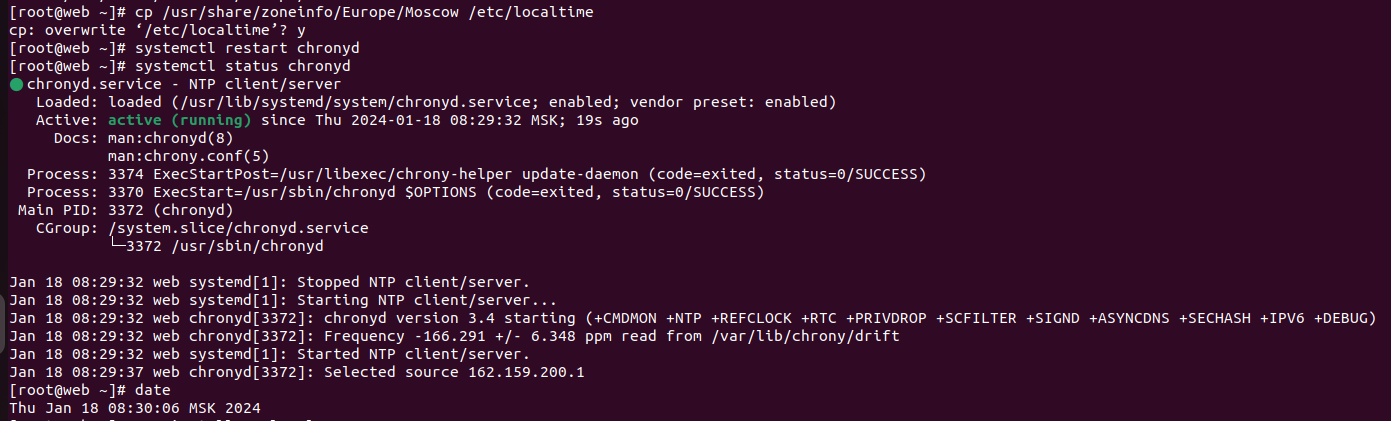 [root@web ~]# cp /usr/share/zoneinfo/Europe/Moscow /etc/localtime
cp: overwrite ‘/etc/localtime’? y
[root@web ~]# systemctl restart chronyd
[root@web ~]# systemctl status chronyd
● chronyd.service - NTP client/server
   Loaded: loaded (/usr/lib/systemd/system/chronyd.service; enabled; vendor preset: enabled)
   Active: active (running) since Thu 2024-01-18 08:29:32 MSK; 19s ago
     Docs: man:chronyd(8)
           man:chrony.conf(5)
  Process: 3374 ExecStartPost=/usr/libexec/chrony-helper update-daemon (code=exited, status=0/SUCCESS)
  Process: 3370 ExecStart=/usr/sbin/chronyd $OPTIONS (code=exited, status=0/SUCCESS)
 Main PID: 3372 (chronyd)
   CGroup: /system.slice/chronyd.service
           └─3372 /usr/sbin/chronyd

Jan 18 08:29:32 web systemd[1]: Stopped NTP client/server.
Jan 18 08:29:32 web systemd[1]: Starting NTP client/server...
Jan 18 08:29:32 web chronyd[3372]: chronyd version 3.4 starting (+CMDMON +NTP +REFCLOCK +RTC +PRIVDROP +SCFILTER +SIGND +ASYNCDNS +SECHASH +IPV6 +DEBUG)
Jan 18 08:29:32 web chronyd[3372]: Frequency -166.291 +/- 6.348 ppm read from /var/lib/chrony/drift
Jan 18 08:29:32 web systemd[1]: Started NTP client/server.
Jan 18 08:29:37 web chronyd[3372]: Selected source 162.159.200.1
[root@web ~]# date
Thu Jan 18 08:30:06 MSK 2024